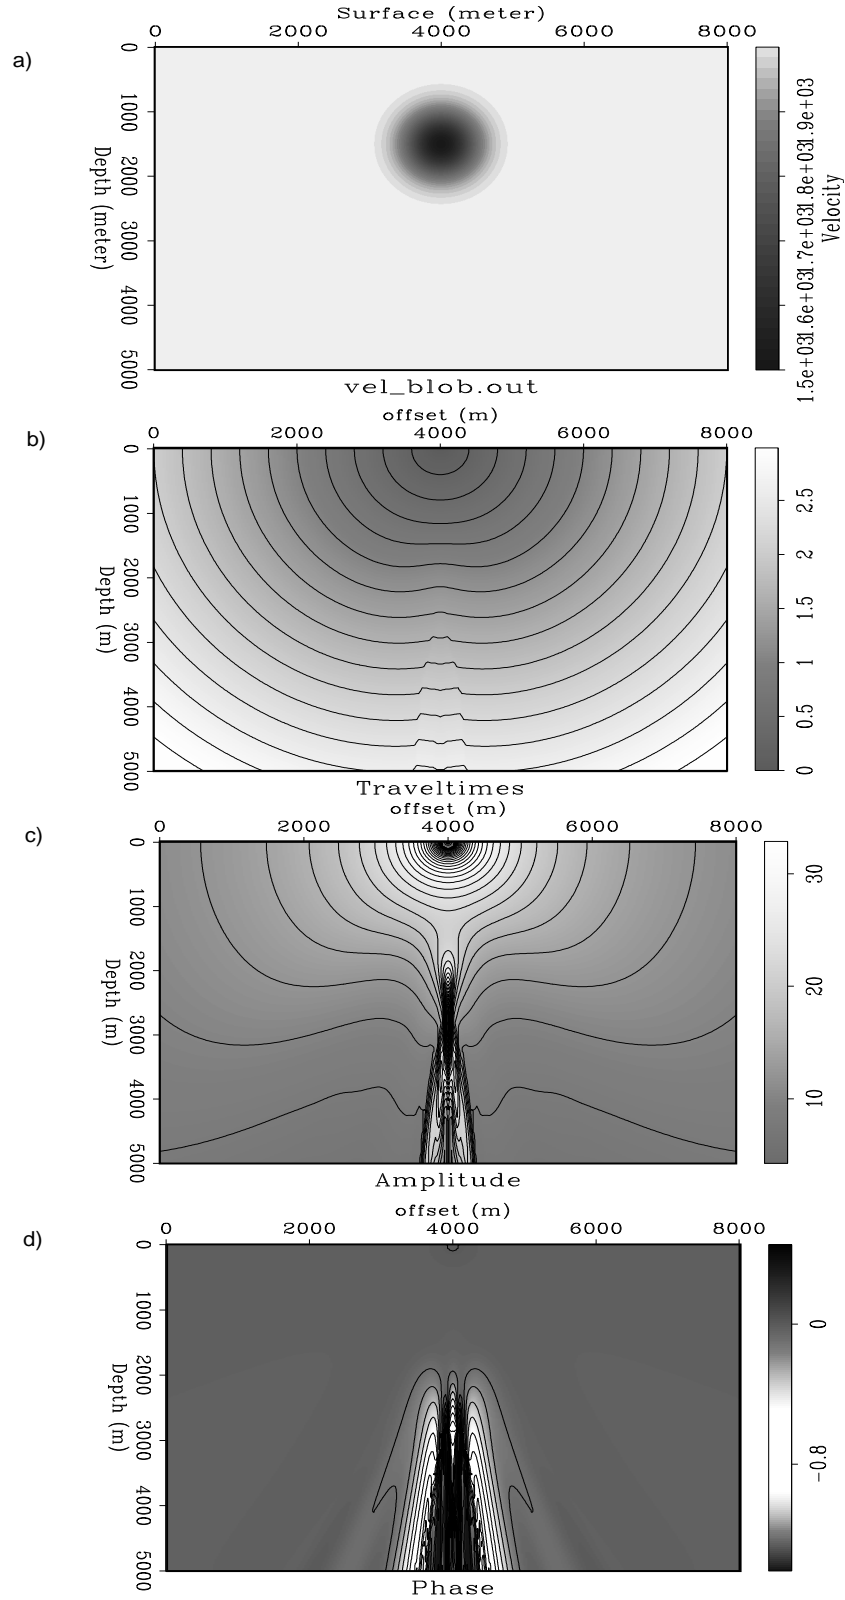 a)
Surface (meter)
0 2000 4000 6000 8000
0 1000 2000 3000 4000 5000
Depth (meter)
1.5e+03 1.6e+03 1.7e+03 1.8e+03 1.9e+03
Velocity
vel_blob.out
b)
offset (m)
0 2000 4000 6000 8000
0 1000 2000 3000 4000 5000
Depth (m)
0 0.5 1 1.5 2 2.5
Traveltimes
c)
offset (m)
0 2000 4000 6000 8000
0 1000 2000 3000 4000 5000
Depth (m)
10 20 30
Amplitude
d)
offset (m)
0 2000 4000 6000 8000
0 1000 2000 3000 4000 5000
Depth (m)
-0.8 0
Phase